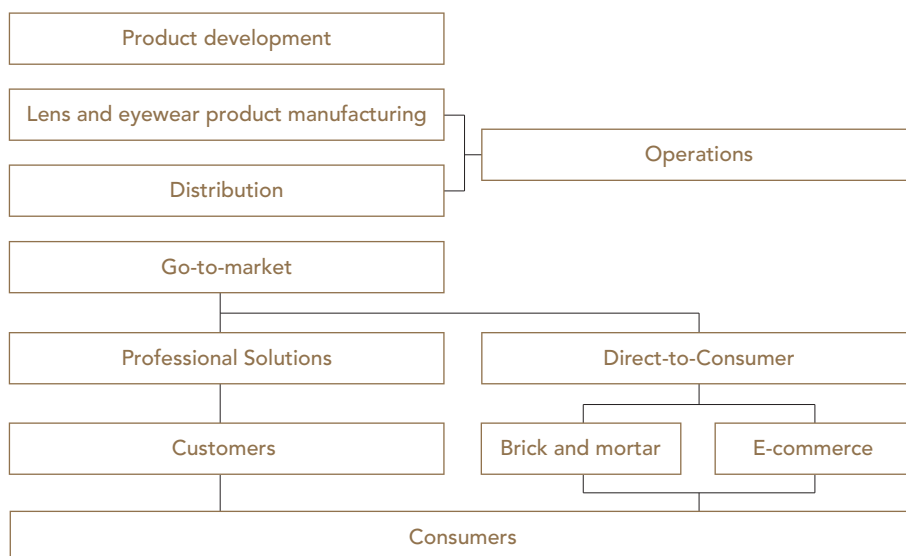 Product development
Lens and eyewear product manufacturing
Operations
Distribution
Go-to-market
Professional Solutions
Direct-to-Consumer
Customers
Brick and mortar
E-commerce
Consumers